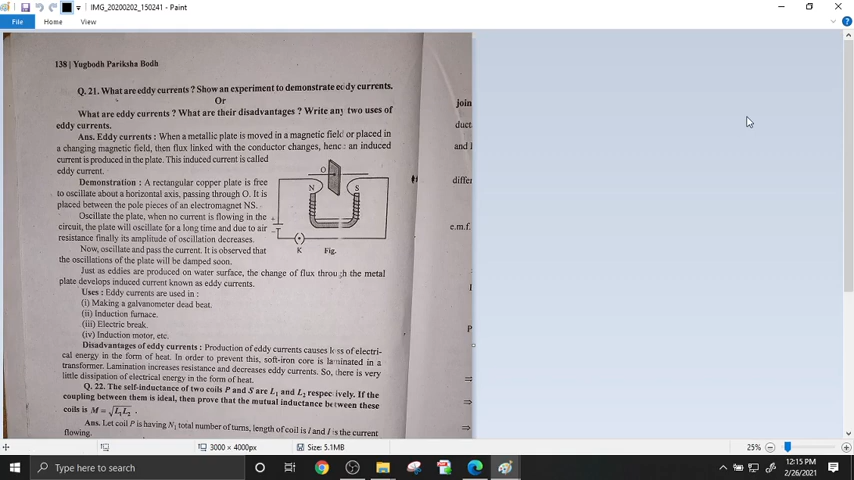 IMG_20200202_150241 - Paint
File
Home
View
138 | Yugbodh Pariksha Bodh
Q. 21. What are eddy currents ? Show an experiment to demonstrate eddy currents.
Or
What are eddy currents ? What are their disadvantages ? Write any two uses of
eddy currents.
Ans. Eddy currents : When a metallic plate is moved in a magnetic field or placed in
a changing magnetic field, then flux linked with the conductor changes, hence an induced
current is produced in the plate. This induced current is called
eddy current.
Demonstration : A rectangular copper plate is free
to oscillate about a horizontal axis, passing through O. It is
placed between the pole pieces of an electromagnet NS.
Oscillate the plate, when no current is flowing in the
circuit, the plate will oscillate for a long time and due to air
resistance finally its amplitude of oscillation decreases.
Now, oscillate and pass the current. It is observed that
the oscillations of the plate will be damped soon.
O
N
S
+
−
K
Fig.
Just as eddies are produced on water surface, the change of flux through the metal
plate develops induced current known as eddy currents.
Uses : Eddy currents are used in :
(i) Making a galvanometer dead beat.
(ii) Induction furnace.
(iii) Electric break.
(iv) Induction motor, etc.
Disadvantages of eddy currents : Production of eddy currents causes loss of electri-
cal energy in the form of heat. In order to prevent this, soft-iron core is laminated in a
transformer. Lamination increases resistance and decreases eddy currents. So, there is very
little dissipation of electrical energy in the form of heat.
Q. 22. The self-inductance of two coils P and S are L₁ and L₂ respectively. If the
coupling between them is ideal, then prove that the mutual inductance between these
coils is M = √L₁L₂ .
Ans. Let coil P is having N₁ total number of turns, length of coil is l and I is the current
flowing.
join
duct
and
differ
e.m.f.
P
⇒
⇒
⇒
3000 × 4000px
Size: 5.1MB
25%
Type here to search
12:15 PM
2/26/2021